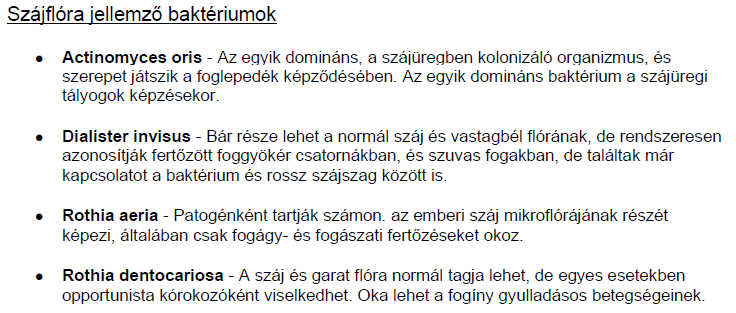 Szájflóra jellemző baktériumok
● Actinomyces oris - Az egyik domináns, a szájüregben kolonizáló organizmus, és
szerepet játszik a foglepedék képződésében. Az egyik domináns baktérium a szájüregi
tályogok képzésekor.
● Dialister invisus - Bár része lehet a normál száj és vastagbél flórának, de rendszeresen
azonosítják fertőzött foggyökér csatornákban, és szuvas fogakban, de találtak már
kapcsolatot a baktérium és rossz szájszag között is.
● Rothia aeria - Patogénként tartják számon. az emberi száj mikroflórájának részét
képezi, általában csak fogágy- és fogászati fertőzéseket okoz.
● Rothia dentocariosa - A száj és garat flóra normál tagja lehet, de egyes esetekben
opportunista kórokozóként viselkedhet. Oka lehet a fogíny gyulladásos betegségeinek.